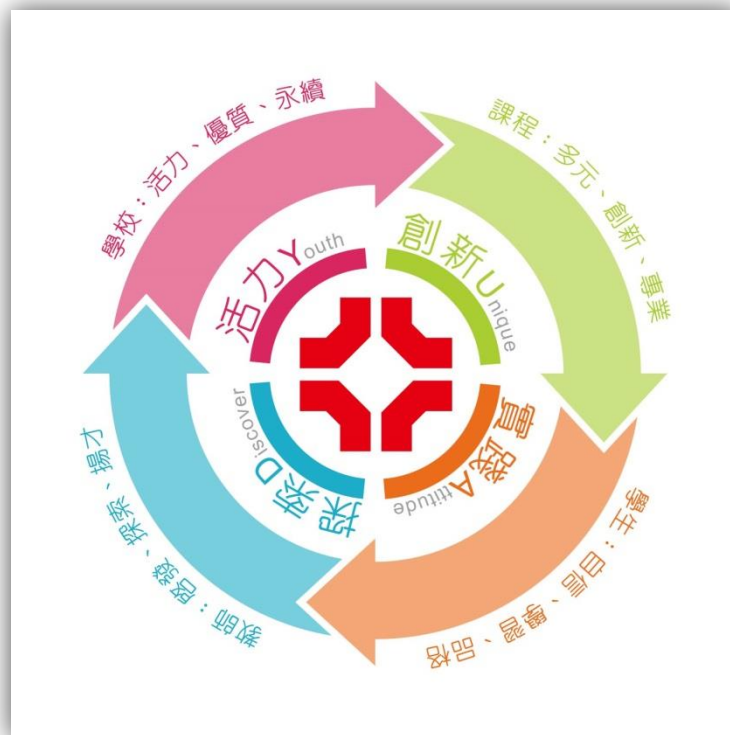 學校：活力、優質、永續
課程：多元、創新、專業
學生：自信、學習、品格
教師：啓發、探索、揚才
活力Youth
創新Unique
實踐Attitude
探索Discover